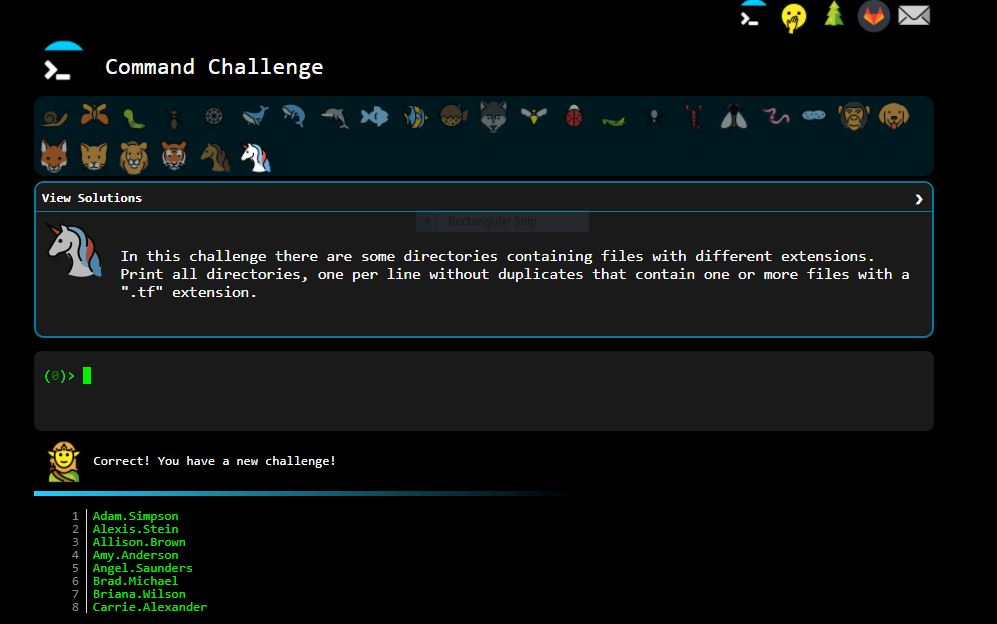 Command Challenge
View Solutions
Rectangular Snip
In this challenge there are some directories containing files with different extensions.
Print all directories, one per line without duplicates that contain one or more files with a
".tf" extension.
(0)>
Correct! You have a new challenge!
1 Adam.Simpson
2 Alexis.Stein
3 Allison.Brown
4 Amy.Anderson
5 Angel.Saunders
6 Brad.Michael
7 Briana.Wilson
8 Carrie.Alexander